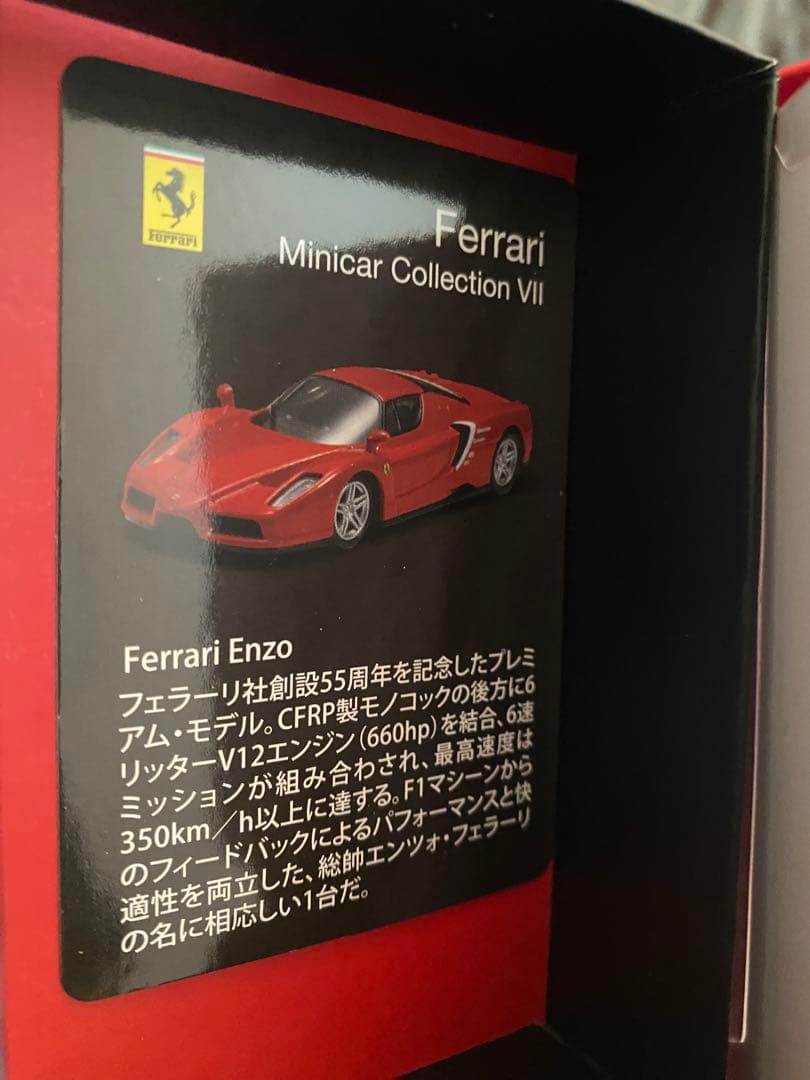 Ferrari
Ferrari
Minicar Collection VII
Ferrari Enzo
フェラーリ社創設55周年を記念したプレミ
アム・モデル。CFRP製モノコックの後方に6
リッターV12エンジン(660hp)を結合、6速
ミッションが組み合わされ、最高速度は
350km/h以上に達する。F1マシーンから
のフィードバックによるパフォーマンスと快
適性を両立した、総帥エンツォ・フェラーリ
の名に相応しい1台だ。